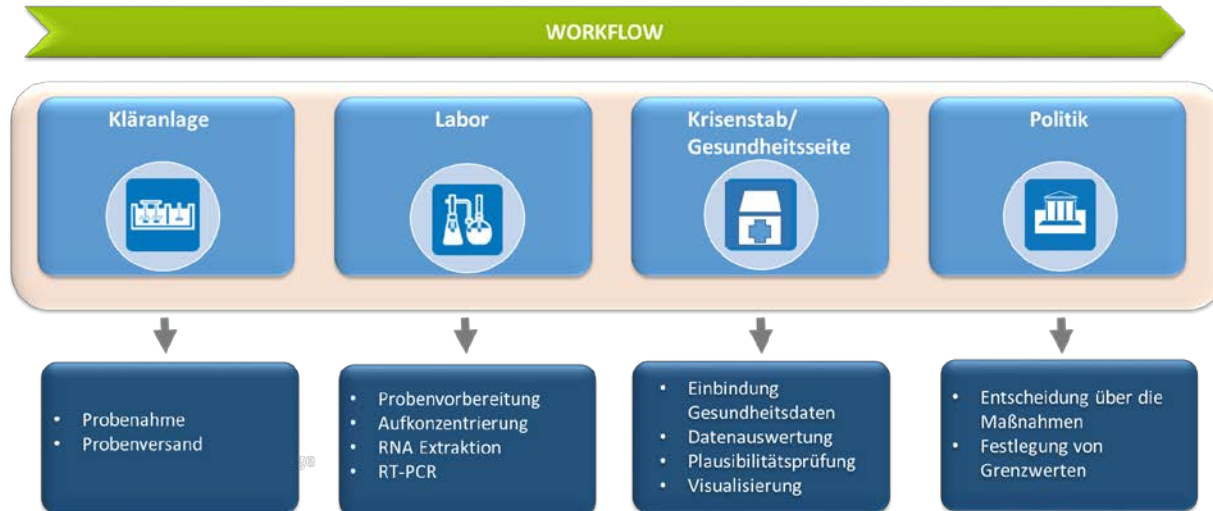 WORKFLOW
Kläranlage
Labor
Krisenstab/
Gesundheitsseite
Politik
• Probenahme
• Probenversand
ge
• Probenvorbereitung
• Aufkonzentrierung
• RNA Extraktion
• RT-PCR
• Einbindung
Gesundheitsdaten
• Datenauswertung
• Plausibilitätsprüfung
• Visualisierung
• Entscheidung über die
Maßnahmen
• Festlegung von
Grenzwerten